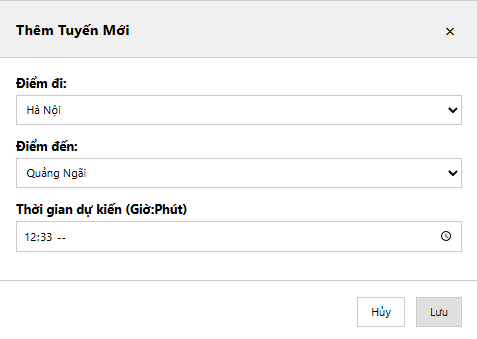 Thêm Tuyến Mới ×
Điểm đi:
Hà Nội
Điểm đến:
Quảng Ngãi
Thời gian dự kiến (Giờ:Phút)
12:33 --
Hủy Lưu